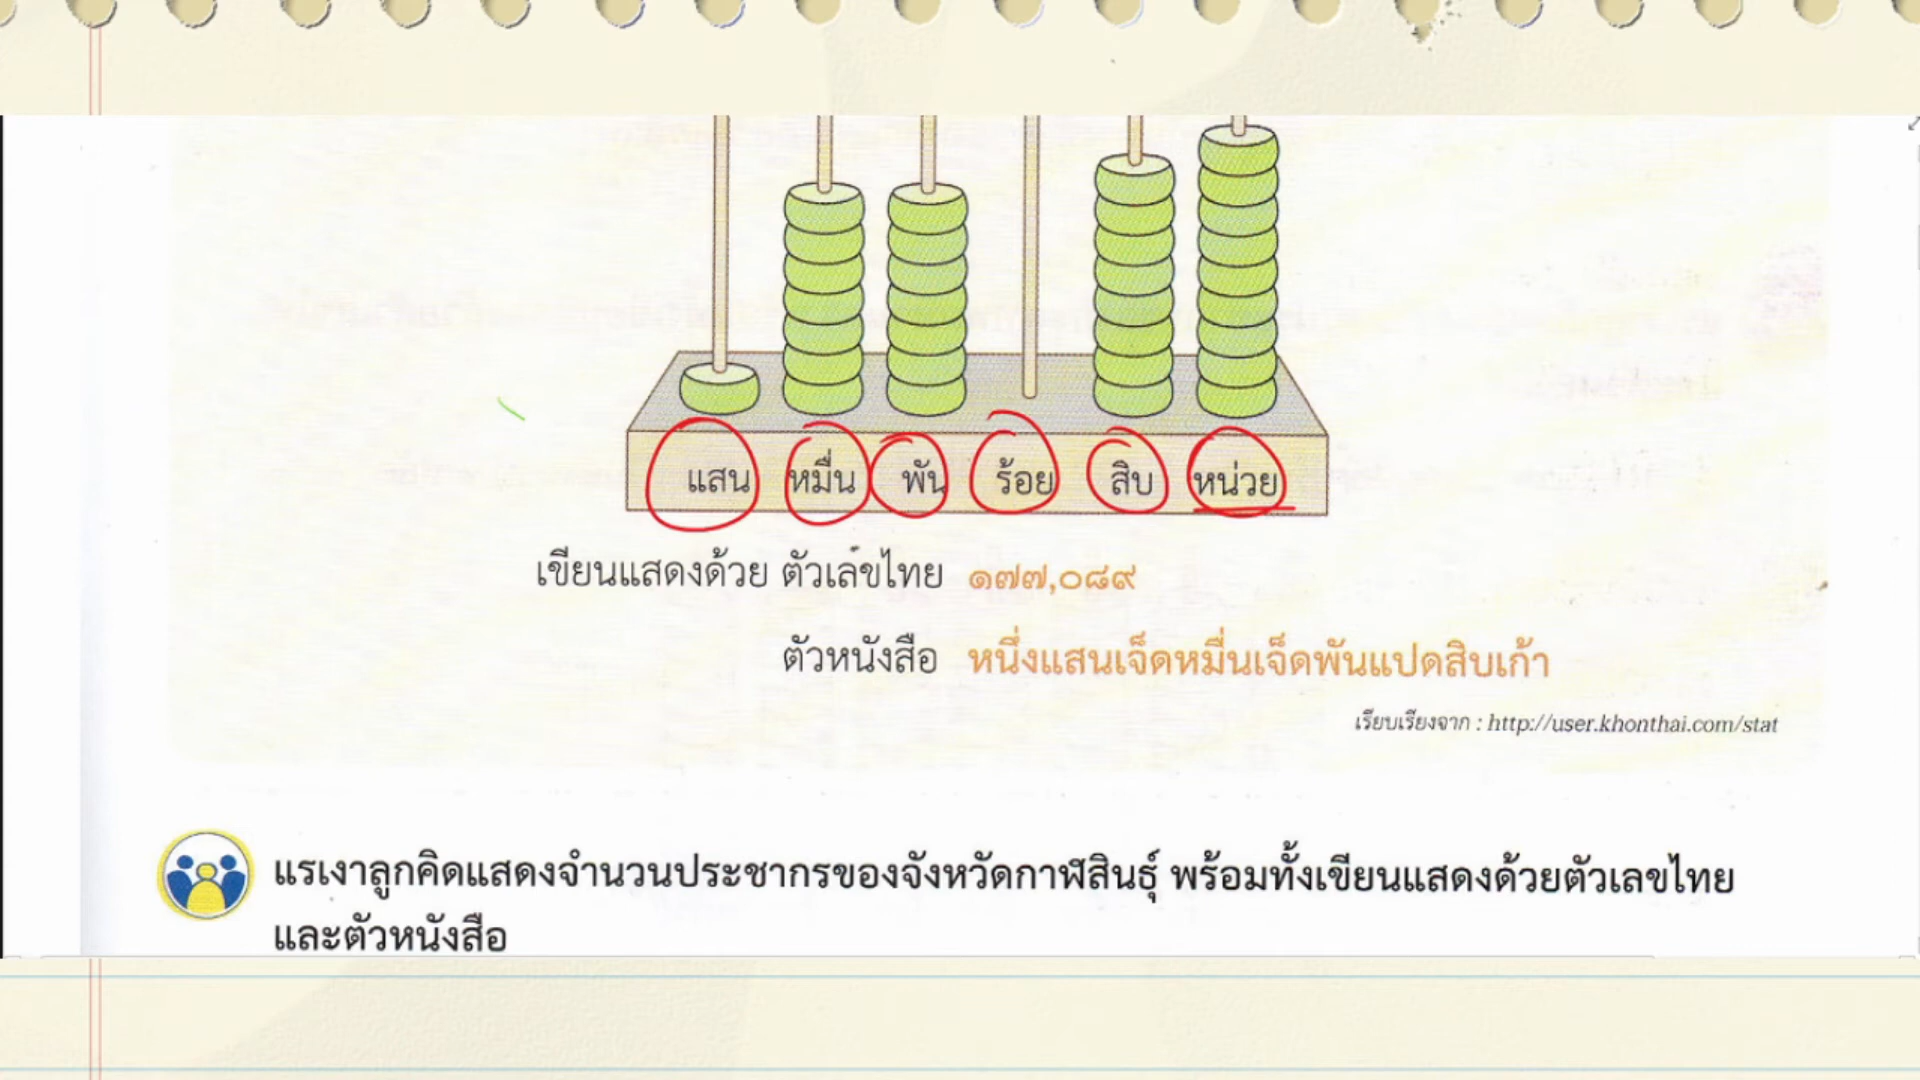 แสน หมื่น พัน ร้อย สิบ หน่วย
เขียนแสดงด้วย ตัวเลขไทย ๑๗๗,๐๘๙
ตัวหนังสือ หนึ่งแสนเจ็ดหมื่นเจ็ดพันแปดสิบเก้า
เรียบเรียงจาก : http://user.khonthai.com/stat
แรเงาลูกคิดแสดงจำนวนประชากรของจังหวัดกาฬสินธุ์ พร้อมทั้งเขียนแสดงด้วยตัวเลขไทย
และตัวหนังสือ